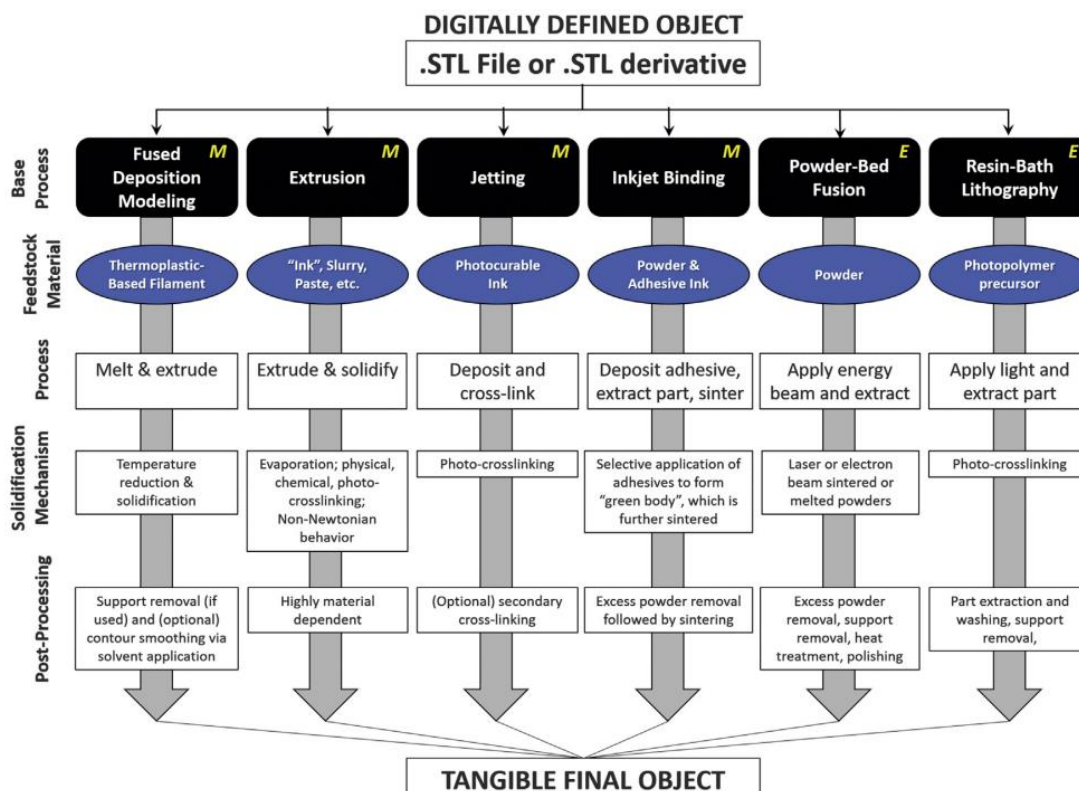 DIGITALLY DEFINED OBJECT
.STL File or .STL derivative
Base
Process
Fused
Deposition
Modeling
M
Extrusion
M
Jetting
M
Inkjet Binding
M
Powder-Bed
Fusion
E
Resin-Bath
Lithography
E
Feedstock
Material
Thermoplastic-
Based Filament
“Ink”, Slurry,
Paste, etc.
Photocurable
Ink
Powder &
Adhesive Ink
Powder
Photopolymer
precursor
Process
Melt & extrude
Extrude & solidify
Deposit and
cross-link
Deposit adhesive,
extract part, sinter
Apply energy
beam and extract
Apply light and
extract part
Solidification
Mechanism
Temperature
reduction &
solidification
Evaporation; physical,
chemical, photo-
crosslinking;
Non-Newtonian
behavior
Photo-crosslinking
Selective application of
adhesives to form
“green body”, which is
further sintered
Laser or electron
beam sintered or
melted powders
Photo-crosslinking
Post-Processing
Support removal (if
used) and (optional)
contour smoothing via
solvent application
Highly material
dependent
(Optional) secondary
cross-linking
Excess powder removal
followed by sintering
Excess powder
removal, support
removal, heat
treatment, polishing
Part extraction and
washing, support
removal,
TANGIBLE FINAL OBJECT